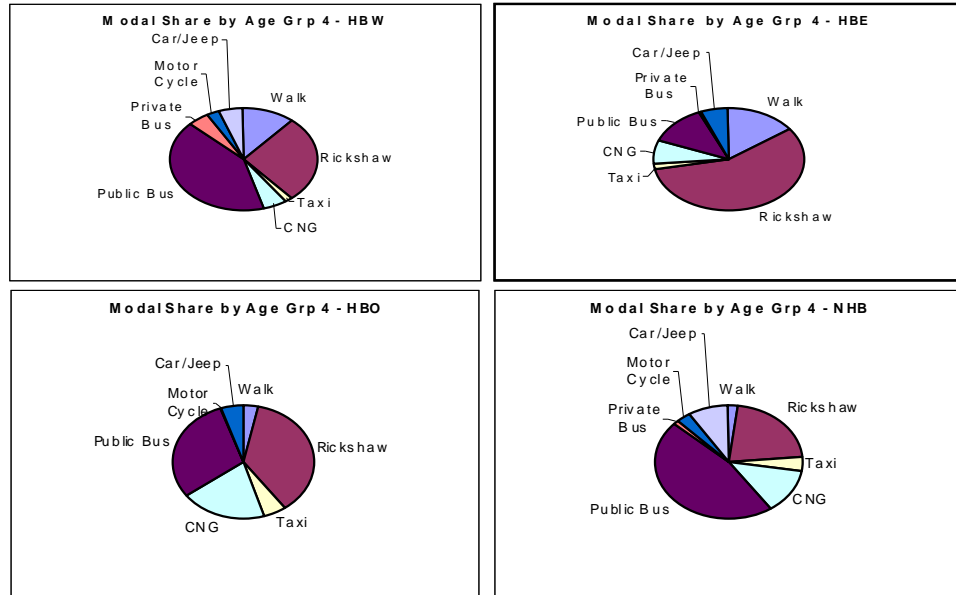 Modal Share by Age Grp 4 - HBW
Car/Jeep
Motor
Cycle
Walk
Private
Bus
Rickshaw
Public Bus
Taxi
CNG
Modal Share by Age Grp 4 - HBE
Car/Jeep
Private
Bus
Walk
Public Bus
CNG
Taxi
Rickshaw
Modal Share by Age Grp 4 - HBO
Car/Jeep
Motor
Cycle
Walk
Public Bus
Rickshaw
CNG
Taxi
Modal Share by Age Grp 4 - NHB
Car/Jeep
Motor
Cycle
Walk
Private
Bus
Rickshaw
Taxi
CNG
Public Bus